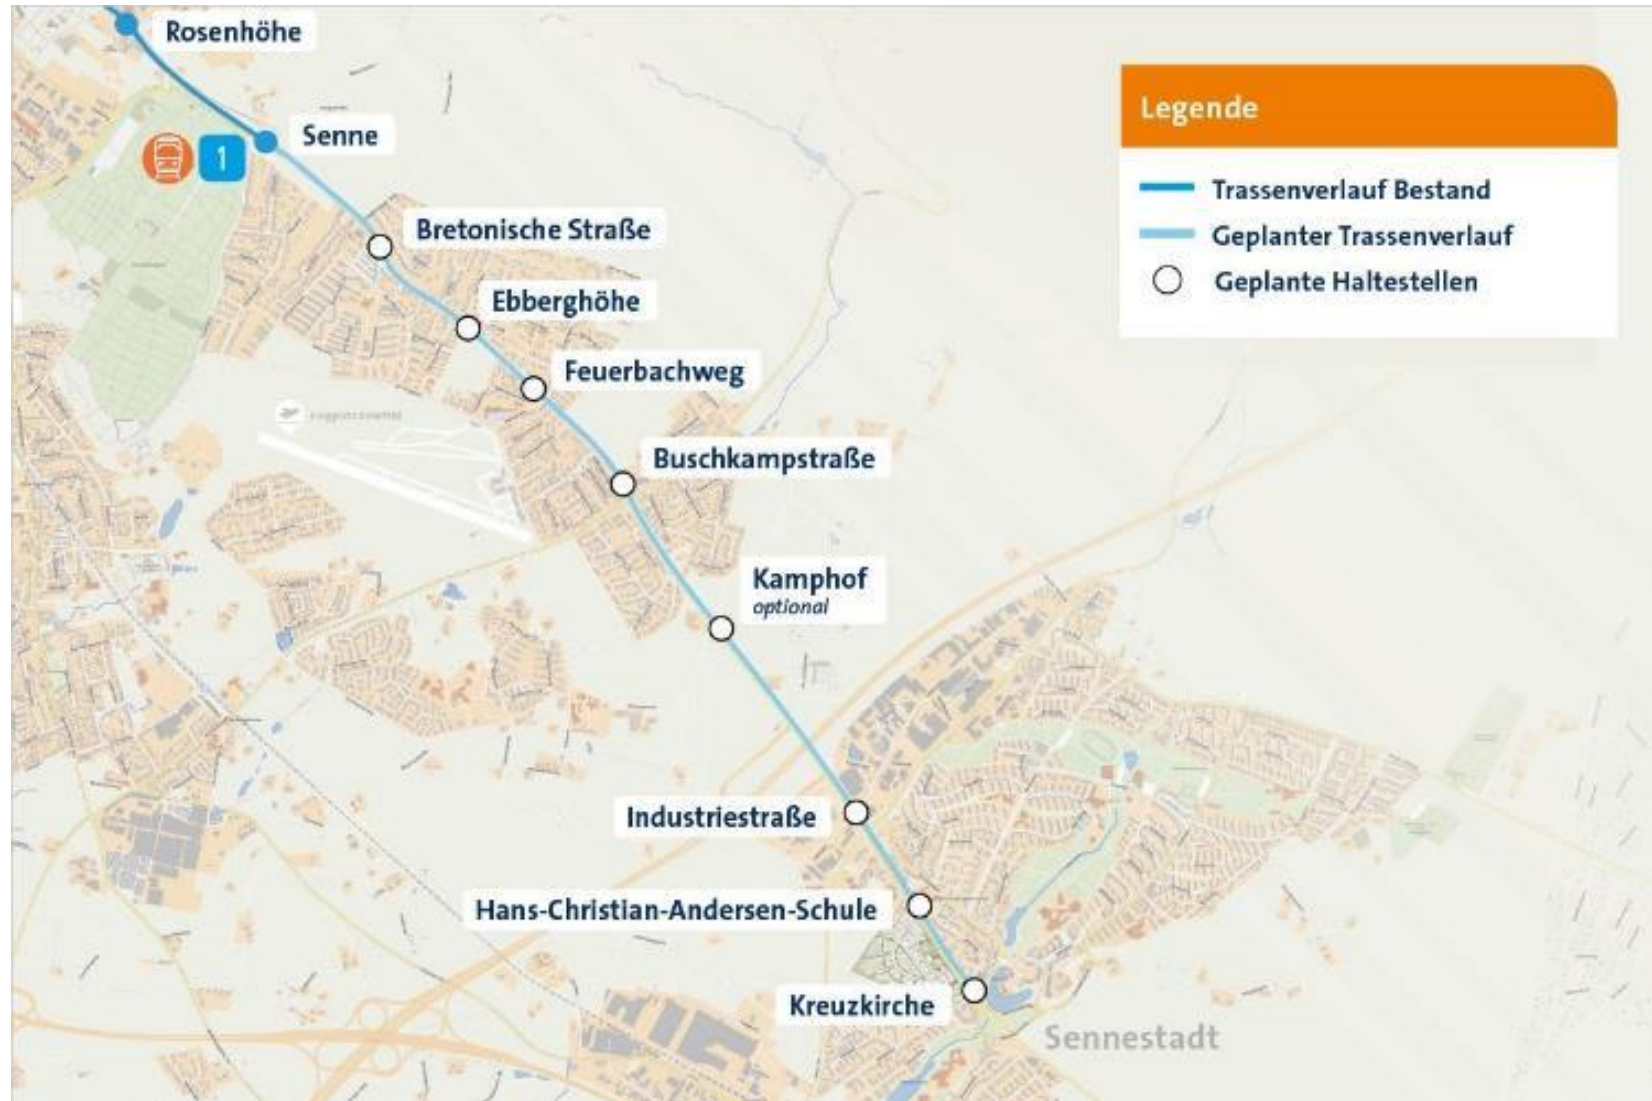 Rosenhöhe
Senne
1
Bretonische Straße
Ebberghöhe
Feuerbachweg
Buschkampstraße
Kamphof
optional
Industriestraße
Hans-Christian-Andersen-Schule
Kreuzkirche
Sennestadt
Legende
Trassenverlauf Bestand
Geplanter Trassenverlauf
Geplante Haltestellen